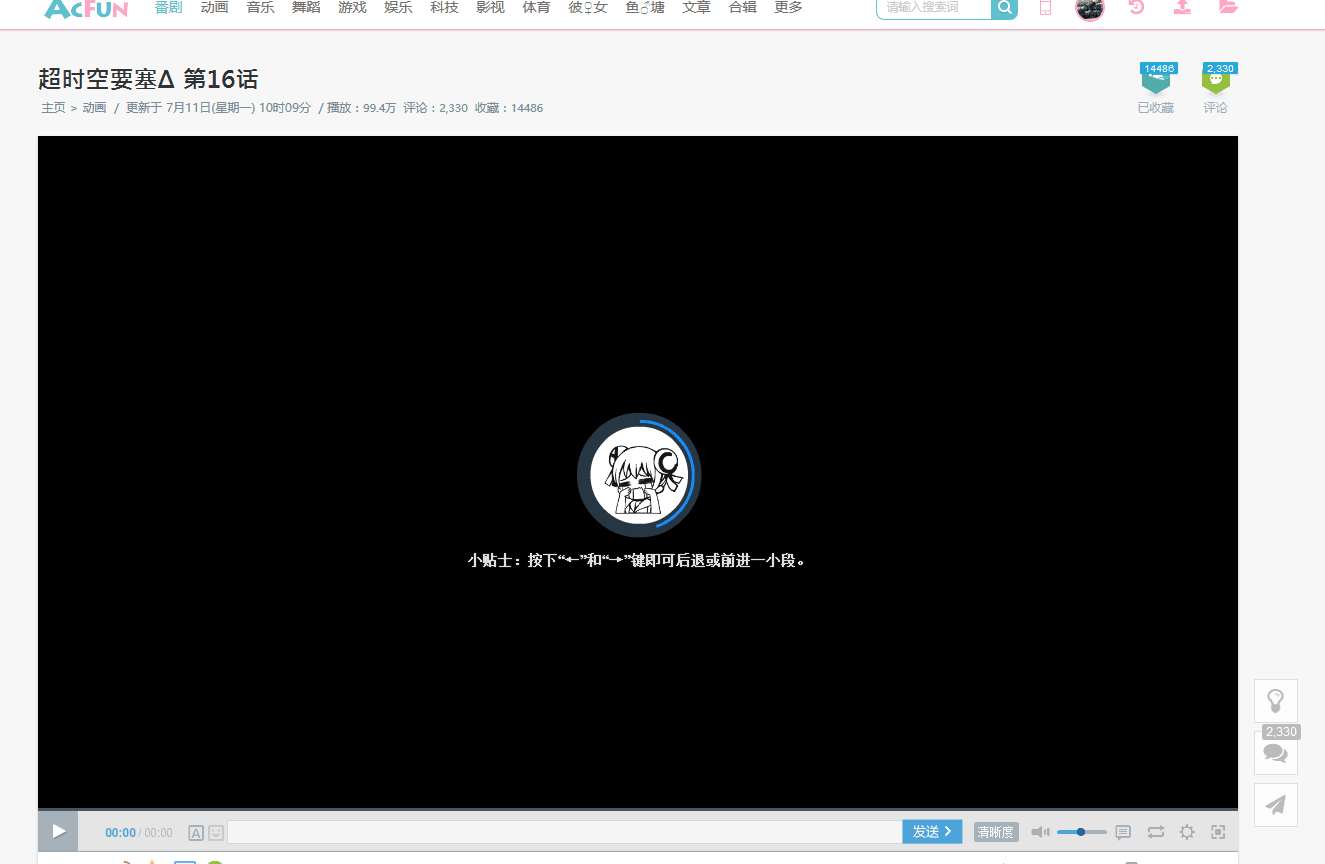 AcFun 番剧 动画 音乐 舞蹈 游戏 娱乐 科技 影视 体育 彼♀女 鱼♂塘 文章 合辑 更多 请输入搜索词
超时空要塞Δ 第16话
14486 2,330
主页 > 动画 / 更新于 7月11日(星期一) 10时09分 / 播放：99.4万 评论：2,330 收藏：14486
已收藏 评论
小贴士：按下“←”和“→”键即可后退或前进一小段。
2,330
00:00 / 00:00 A 发送 清晰度